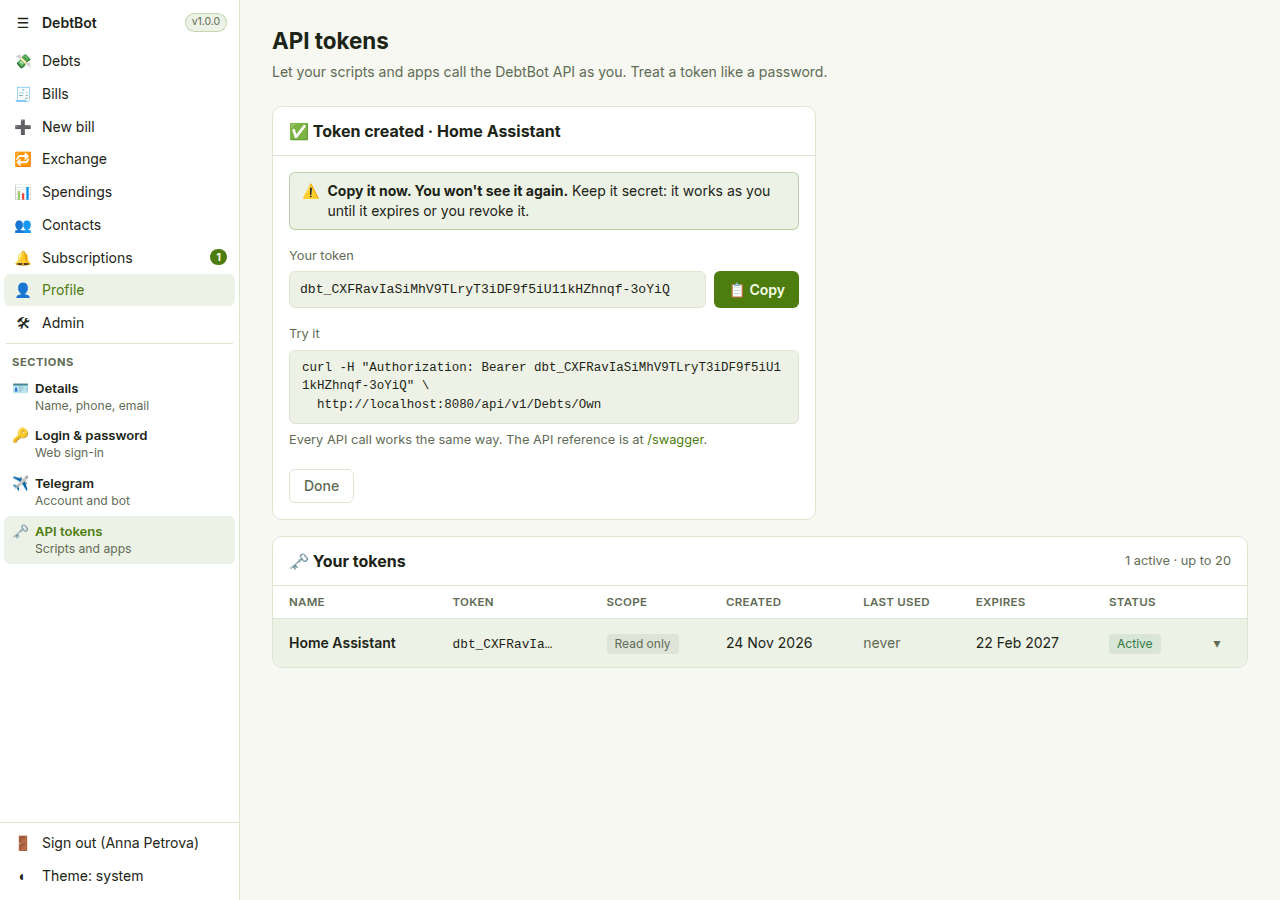 DebtBot
v1.0.0
Debts
Bills
New bill
Exchange
Spendings
Contacts
Subscriptions
1
Profile
Admin
SECTIONS
Details
Name, phone, email
Login & password
Web sign-in
Telegram
Account and bot
API tokens
Scripts and apps
Sign out (Anna Petrova)
Theme: system
API tokens
Let your scripts and apps call the DebtBot API as you. Treat a token like a password.
Token created · Home Assistant
Copy it now. You won't see it again. Keep it secret: it works as you
until it expires or you revoke it.
Your token
dbt_CXFRavIaSiMhV9TLryT3iDF9f5iU11kHZhnqf-3oYiQ
Copy
Try it
curl -H "Authorization: Bearer dbt_CXFRavIaSiMhV9TLryT3iDF9f5iU1
1kHZhnqf-3oYiQ" \
http://localhost:8080/api/v1/Debts/Own
Every API call works the same way. The API reference is at /swagger.
Done
Your tokens
1 active · up to 20
NAME TOKEN SCOPE CREATED LAST USED EXPIRES STATUS
Home Assistant dbt_CXFRavIa… Read only 24 Nov 2026 never 22 Feb 2027 Active